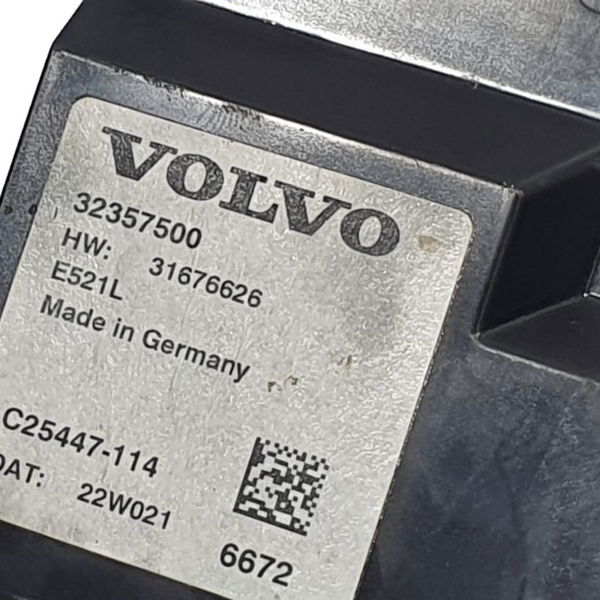 VOLVO
32357500
HW: 31676626
E521L
Made in Germany
C25447-114
DAT: 22W021
6672